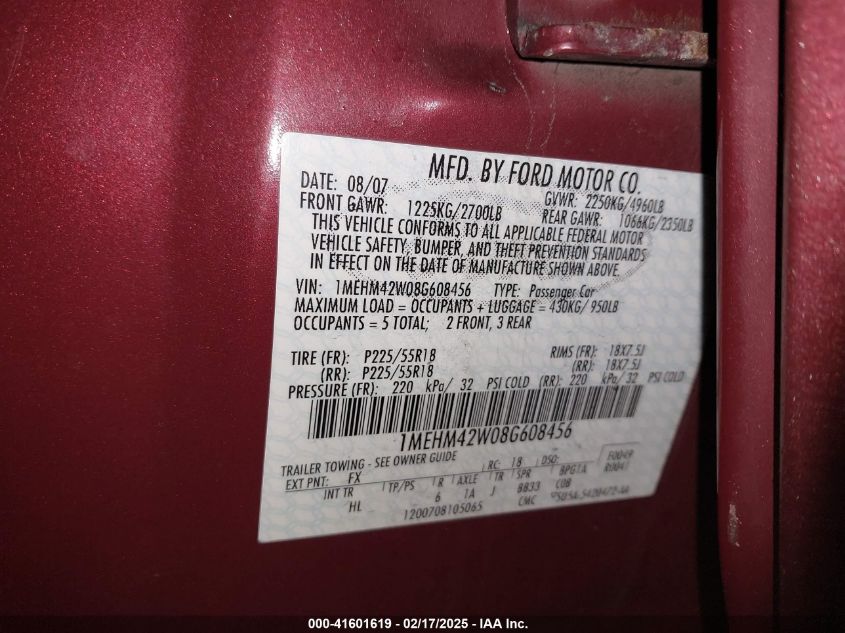 MFD. BY FORD MOTOR CO.
DATE: 08/07 GVWR: 2250KG/4960LB
FRONT GAWR: 1225KG/2700LB REAR GAWR: 1066KG/2350LB
THIS VEHICLE CONFORMS TO ALL APPLICABLE FEDERAL MOTOR
VEHICLE SAFETY, BUMPER, AND THEFT PREVENTION STANDARDS
IN EFFECT ON THE DATE OF MANUFACTURE SHOWN ABOVE.
VIN: 1MEHM42W08G608456 TYPE: Passenger Car
MAXIMUM LOAD = OCCUPANTS + LUGGAGE = 430KG/ 950LB
OCCUPANTS = 5 TOTAL; 2 FRONT, 3 REAR
TIRE (FR): P225/55R18 RIMS (FR): 18X7.5J
(RR): P225/55R18 (RR): 18X7.5J
PRESSURE (FR): 220 kPa/ 32 PSI COLD (RR): 220 kPa/ 32 PSI COLD
1MEHM42W08G608456
TRAILER TOWING - SEE OWNER GUIDE
EXT PNT: FX RC: 18 DSO: E0049
R0041
INT TR TP/PS R AXLE TR SPR BPGTA
HL 6 1A J BB33 COB
1200708105065 CMC
000-41601619 - 02/17/2025 - IAA Inc.